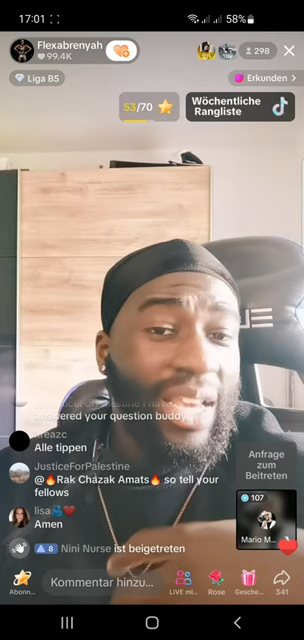 17:01
58%
Flexabrenyah
99.4K
298
Liga B5
Erkunden >
53/70
Wöchentliche
Rangliste
answered your question buddy
Alle tippen
JusticeForPalestine
@🔥Rak Chazak Amats🔥 so tell your
fellows
lisa
Amen
8 Nini Nurse ist beigetreten
Anfrage
zum
Beitreten
107
Mario M...
Abonn...
Kommentar hinzu...
LIVE mi...
Rose
Gesche...
341